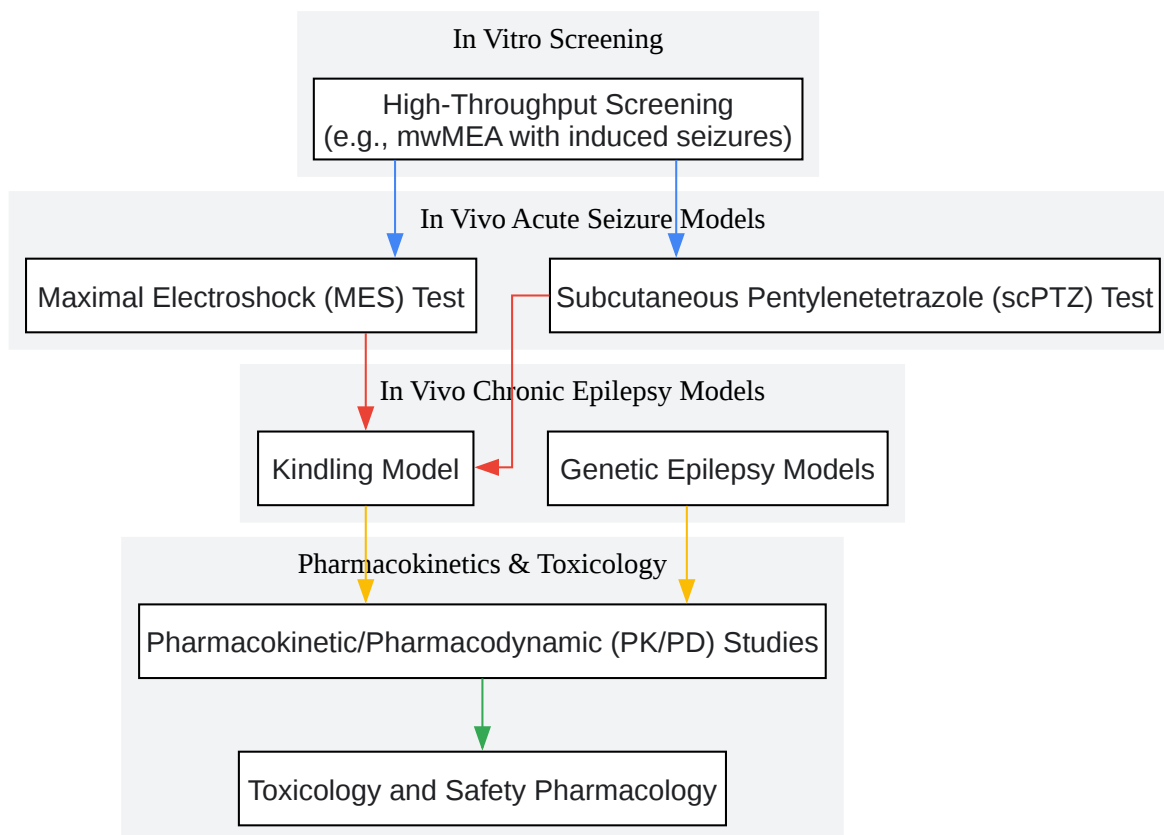 In Vitro Screening
High-Throughput Screening
(e.g., mwMEA with induced seizures)
In Vivo Acute Seizure Models
Maximal Electroshock (MES) Test
Subcutaneous Pentylenetetrazole (scPTZ) Test
In Vivo Chronic Epilepsy Models
Kindling Model
Genetic Epilepsy Models
Pharmacokinetics & Toxicology
Pharmacokinetic/Pharmacodynamic (PK/PD) Studies
Toxicology and Safety Pharmacology